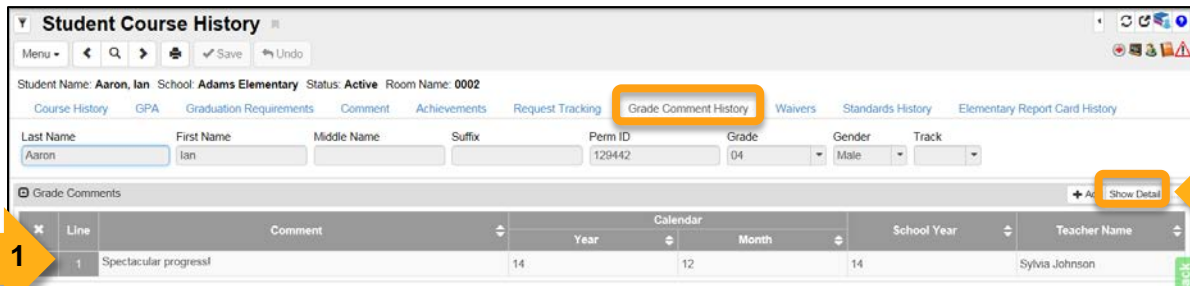 Student Course History
Menu Save Undo
Student Name: Aaron, Ian School: Adams Elementary Status: Active Room Name: 0002
Course History GPA Graduation Requirements Comment Achievements Request Tracking Grade Comment History Waivers Standards History Elementary Report Card History
Last Name First Name Middle Name Suffix Perm ID Grade Gender Track
Aaron Ian 129442 04 Male
Grade Comments Show Detail
Line Comment Calendar School Year Teacher Name
Year Month
1 1 Spectacular progress! 14 12 14 Sylvia Johnson